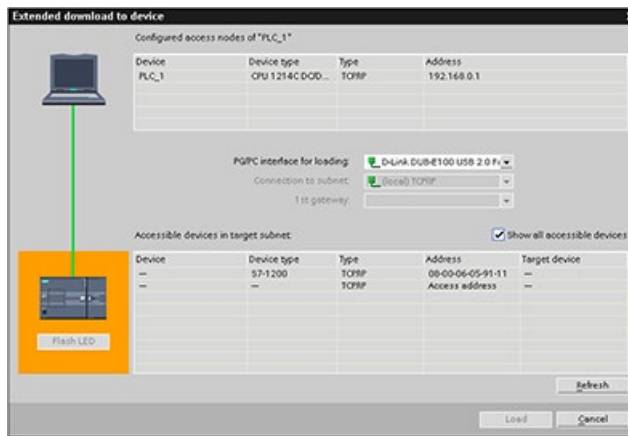 Extended download to device
Configured access nodes of "PLC_1"
Device Device type Type Address
PLC_1 CPU 1214C DC/D... TCP/IP 192.168.0.1
PG/PC interface for loading: D-Link DUB-E100 USB 2.0 F
Connection to subnet: (local) TCP/IP
1st gateway:
Accessible devices in target subnet: Show all accessible devices
Device Device type Type Address Target device
— S7-1200 TCP/IP 08-00-06-05-91-11 —
— — TCP/IP Access address —
Flash LED
Refresh
Load Cancel